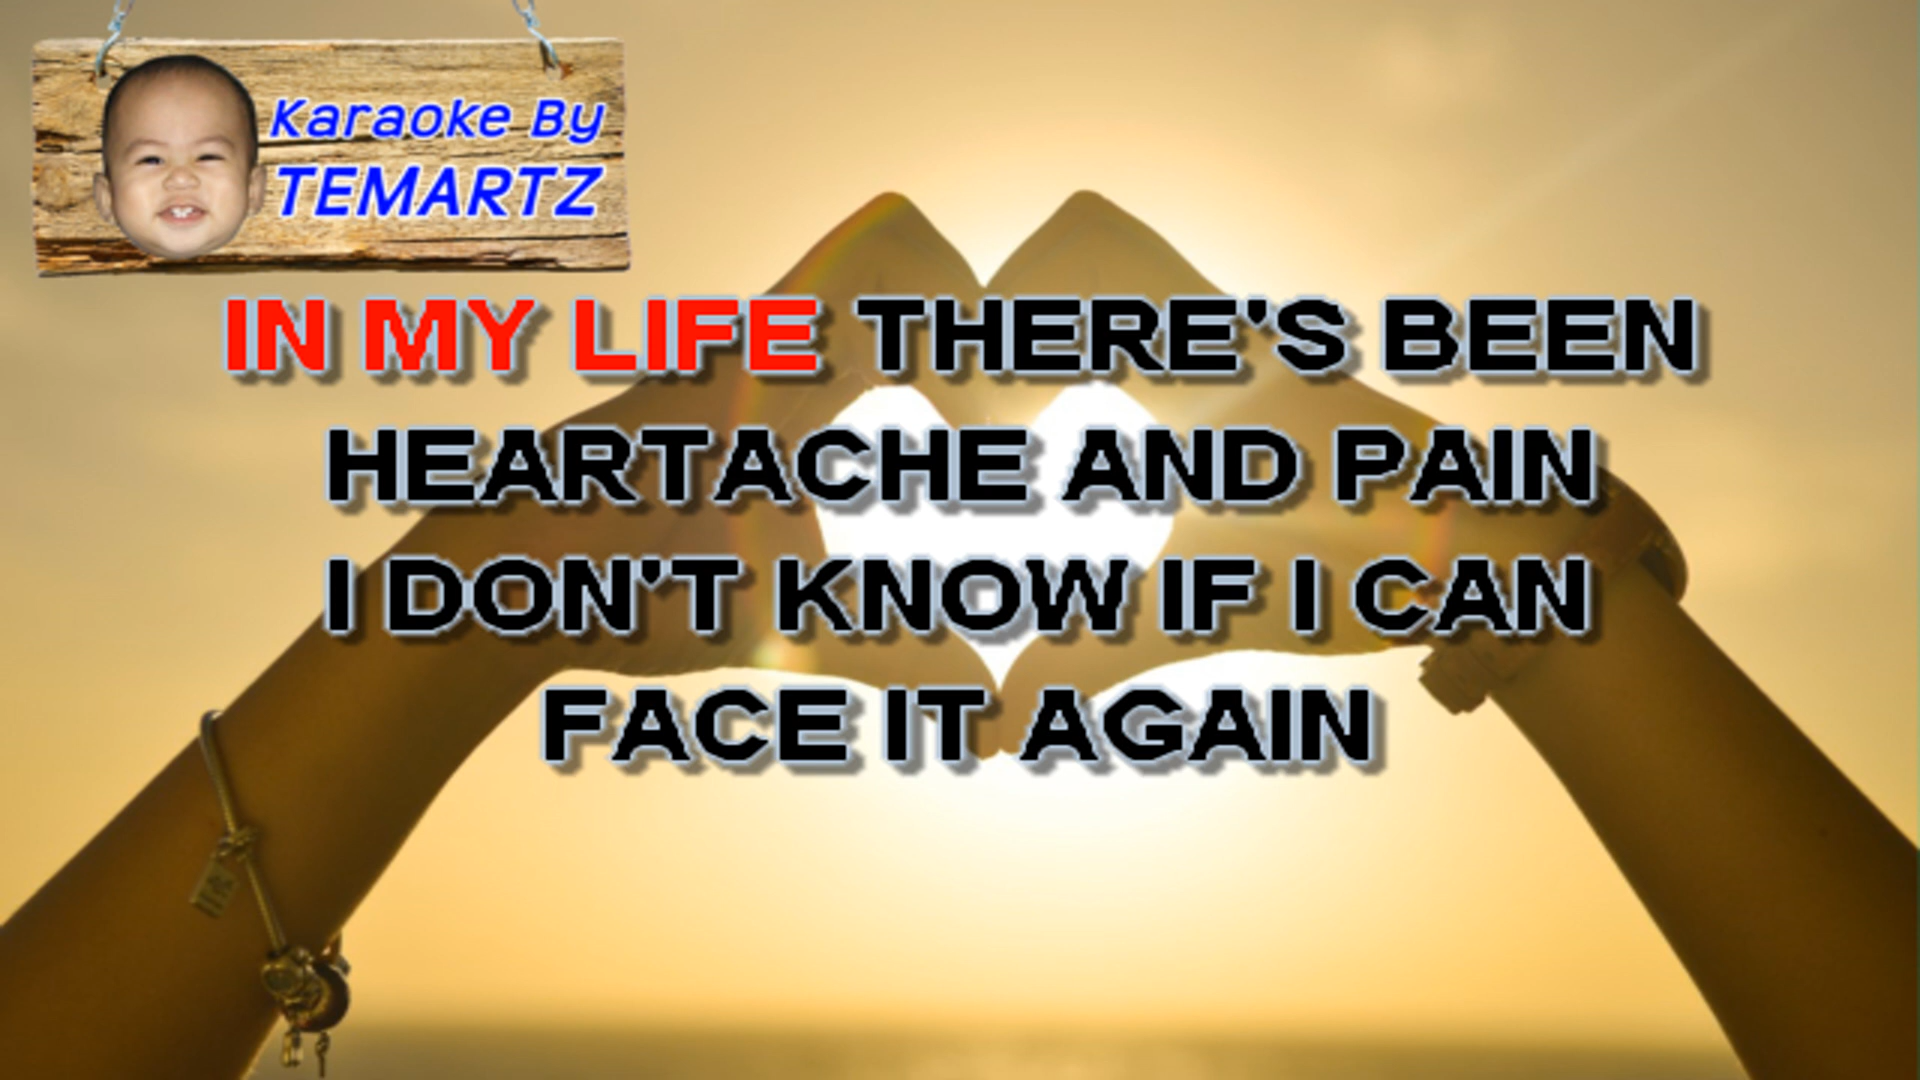 Karaoke By
TEMARTZ
IN MY LIFE THERE'S BEEN
HEARTACHE AND PAIN
I DON'T KNOW IF I CAN
FACE IT AGAIN